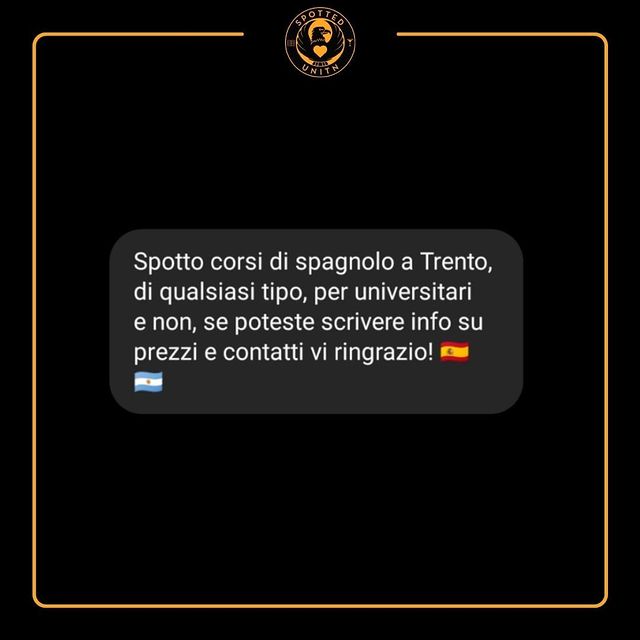 SPOTTED
UNITN
Spotto corsi di spagnolo a Trento,
di qualsiasi tipo, per universitari
e non, se poteste scrivere info su
prezzi e contatti vi ringrazio! 🇪🇸
🇦🇷